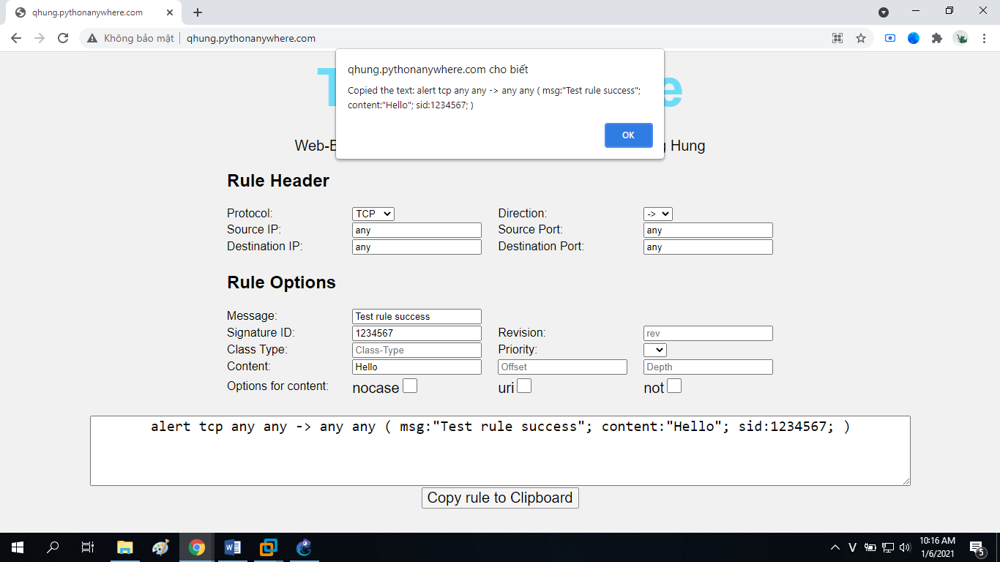 qhung.pythonanywhere.com
Không bảo mật qhung.pythonanywhere.com
qhung.pythonanywhere.com cho biết
Copied the text: alert tcp any any -> any any ( msg:"Test rule success";
content:"Hello"; sid:1234567; )
OK
Hung
Rule Header
Protocol: TCP Direction: ->
Source IP: any Source Port: any
Destination IP: any Destination Port: any
Rule Options
Message: Test rule success
Signature ID: 1234567 Revision: rev
Class Type: Class-Type Priority:
Content: Hello Offset Depth
Options for content: nocase uri not
alert tcp any any -> any any ( msg:"Test rule success"; content:"Hello"; sid:1234567; )
Copy rule to Clipboard
V 10:16 AM
1/6/2021 5